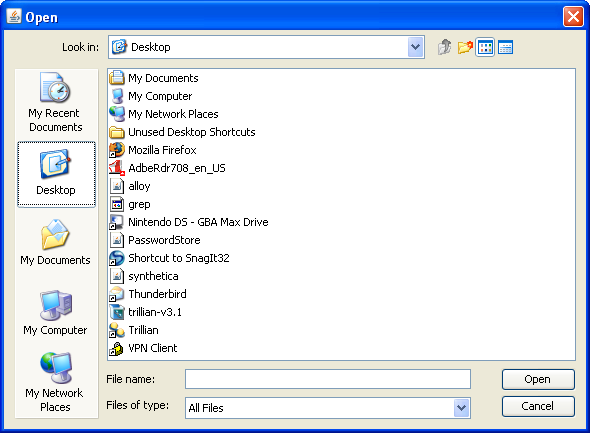 Open
Look in:
Desktop
My Recent
Documents
Desktop
My Documents
My Computer
My Network
Places
My Documents
My Computer
My Network Places
Unused Desktop Shortcuts
Mozilla Firefox
AdbeRdr708_en_US
alloy
grep
Nintendo DS - GBA Max Drive
PasswordStore
Shortcut to SnagIt32
synthetica
Thunderbird
trillian-v3.1
Trillian
VPN Client
File name:
Open
Files of type:
All Files
Cancel